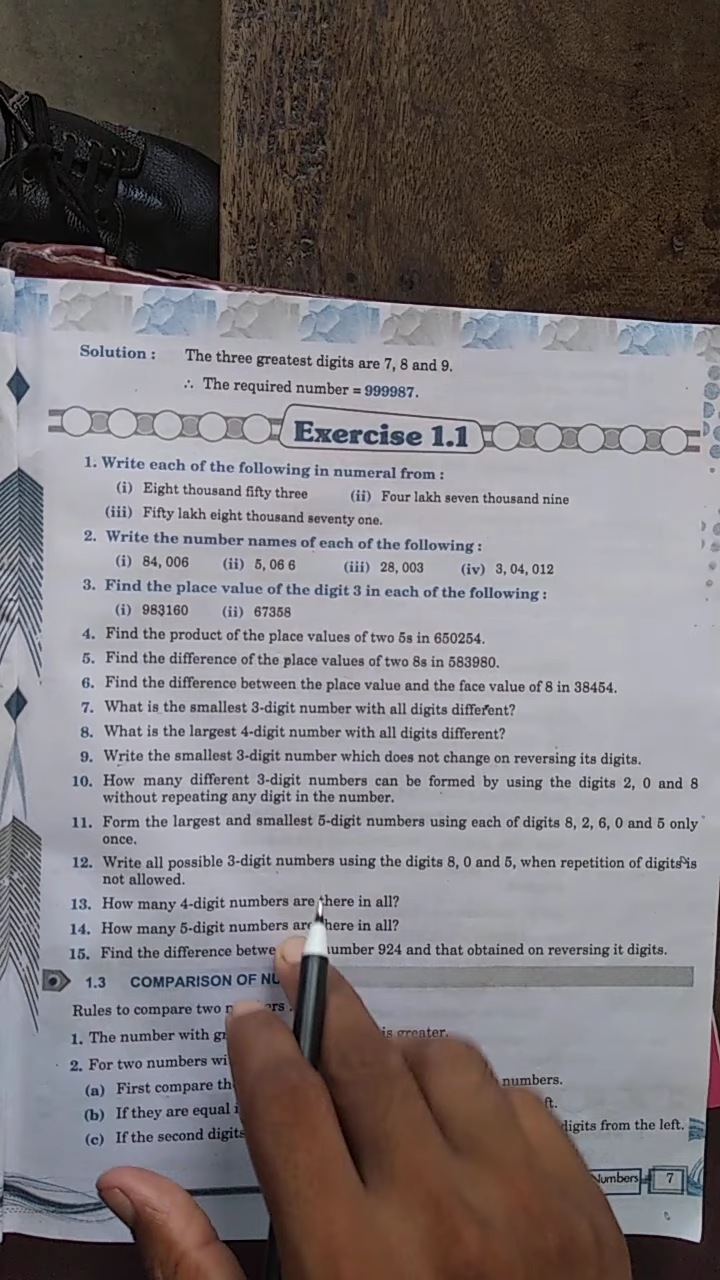 Solution : The three greatest digits are 7, 8 and 9.
∴ The required number = 999987.
Exercise 1.1
1. Write each of the following in numeral from :
(i) Eight thousand fifty three (ii) Four lakh seven thousand nine
(iii) Fifty lakh eight thousand seventy one.
2. Write the number names of each of the following :
(i) 84, 006 (ii) 5, 06 6 (iii) 28, 003 (iv) 3, 04, 012
3. Find the place value of the digit 3 in each of the following :
(i) 983160 (ii) 67358
4. Find the product of the place values of two 5s in 650254.
5. Find the difference of the place values of two 8s in 583980.
6. Find the difference between the place value and the face value of 8 in 38454.
7. What is the smallest 3-digit number with all digits different?
8. What is the largest 4-digit number with all digits different?
9. Write the smallest 3-digit number which does not change on reversing its digits.
10. How many different 3-digit numbers can be formed by using the digits 2, 0 and 8
without repeating any digit in the number.
11. Form the largest and smallest 5-digit numbers using each of digits 8, 2, 6, 0 and 5 only
once.
12. Write all possible 3-digit numbers using the digits 8, 0 and 5, when repetition of digits is
not allowed.
13. How many 4-digit numbers are there in all?
14. How many 5-digit numbers are there in all?
15. Find the difference number 924 and that obtained on reversing it digits.
1.3 COMPARISON OF
Rules to compare two
1. The number with is greater.
2. For two numbers
(a) First compare numbers.
(b) If they are equal
(c) If the second digits digits from the left.
Numbers 7